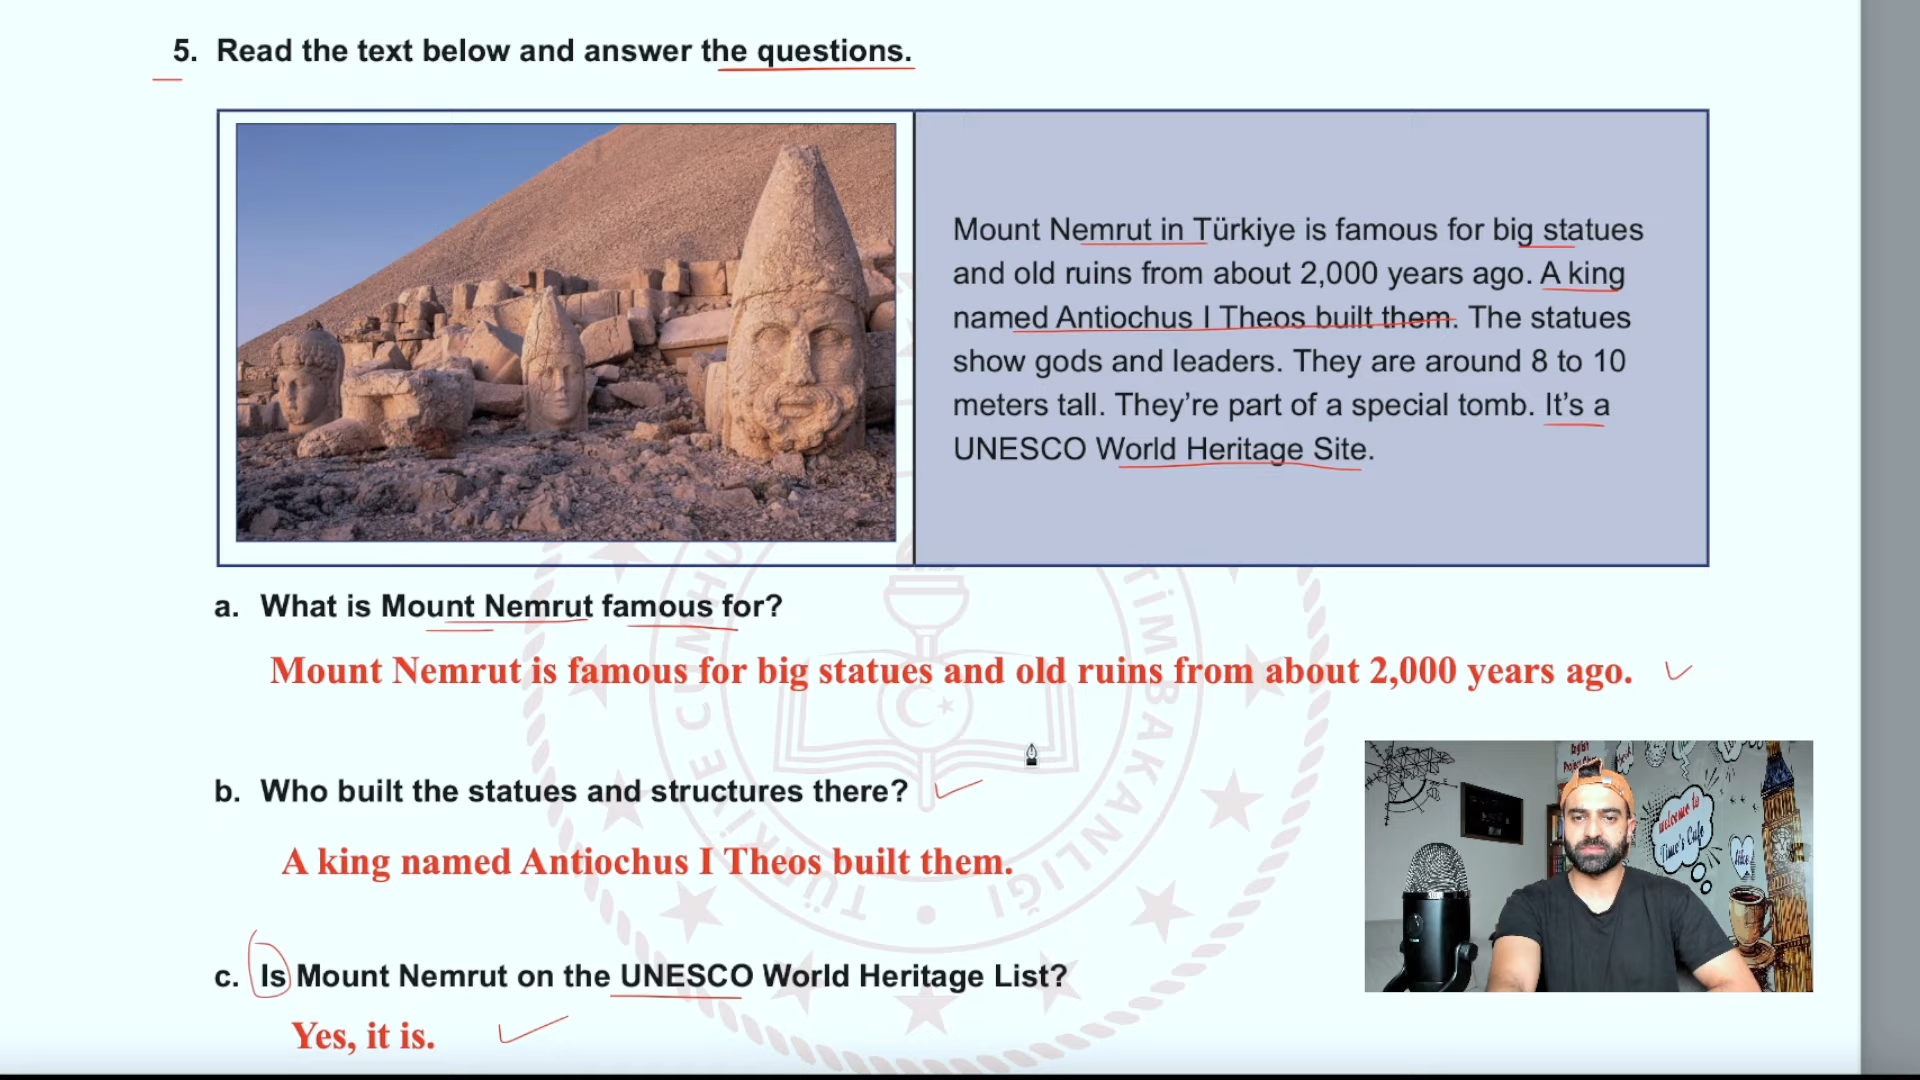 5. Read the text below and answer the questions.
Mount Nemrut in Türkiye is famous for big statues
and old ruins from about 2,000 years ago. A king
named Antiochus I Theos built them. The statues
show gods and leaders. They are around 8 to 10
meters tall. They're part of a special tomb. It's a
UNESCO World Heritage Site.
a. What is Mount Nemrut famous for?
Mount Nemrut is famous for big statues and old ruins from about 2,000 years ago.
b. Who built the statues and structures there?
A king named Antiochus I Theos built them.
c. Is Mount Nemrut on the UNESCO World Heritage List?
Yes, it is.
welcome to
Time's Cafe